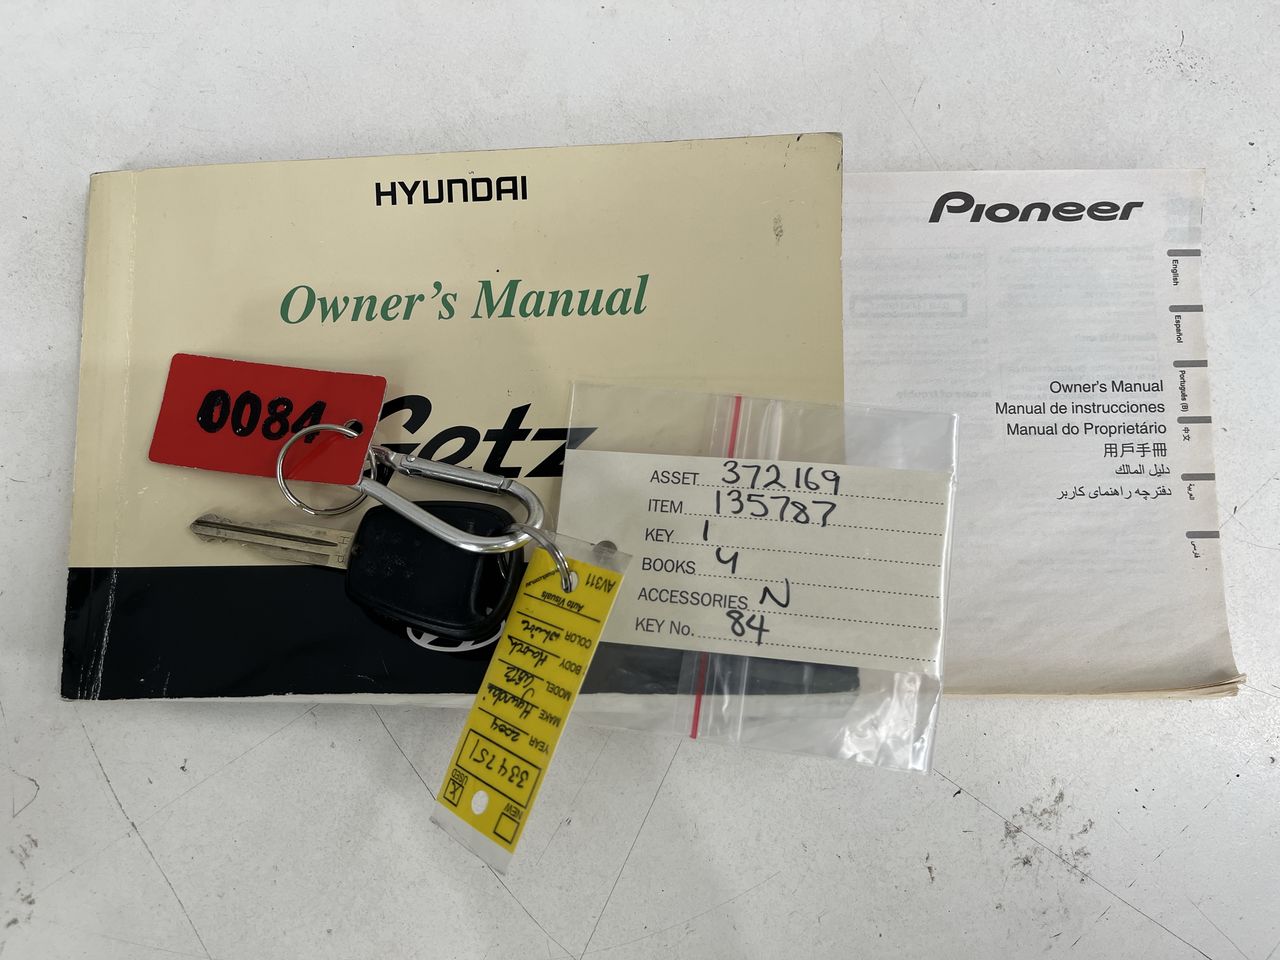 HYUNDAI
Owner's Manual
Getz
0084
ASSET 372169
ITEM 135787
KEY 1
BOOKS 4
ACCESSORIES N
KEY No. 84
AV311
Auto Visuals
COLOR White
BODY Hatch
MODEL Getz
MAKE Hyundai
YEAR 2004
334751
USED X
NEW
Pioneer
Owner's Manual
Manual de instrucciones
Manual do Proprietário
用戶手冊
دليل المالك
دفترچه راهنمای کاربر
English
Español
Português (B)
中文
العربية
فارسی